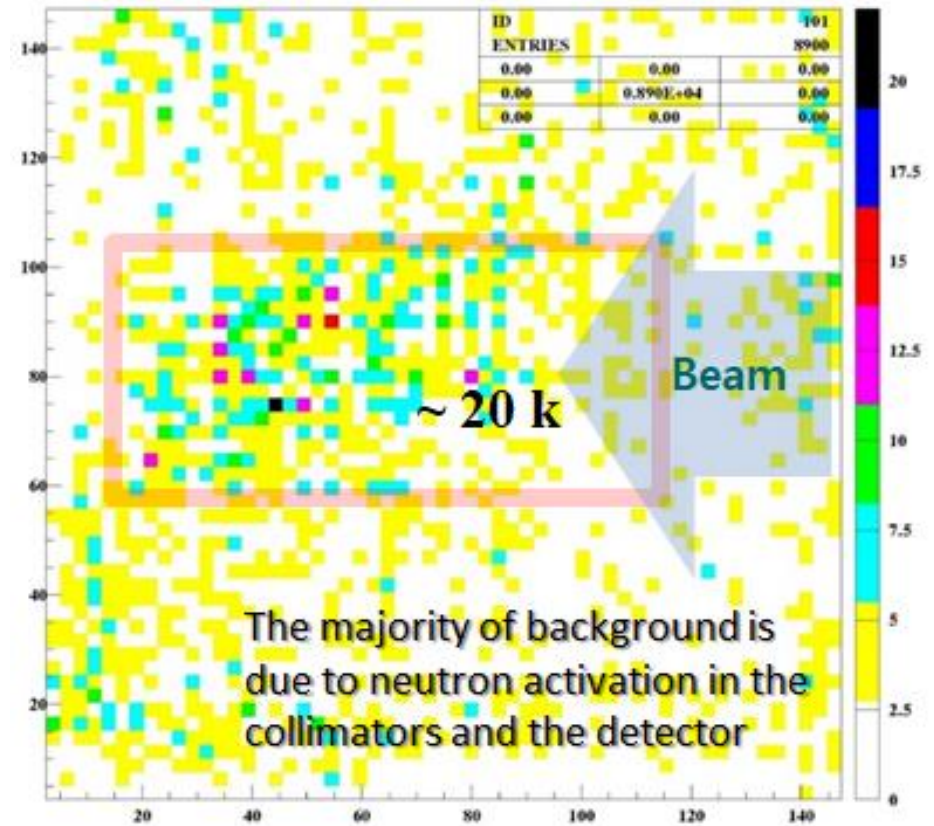 ID 101
ENTRIES 8900
0.00 0.00 0.00
0.00 0.890E+04 0.00
0.00 0.00 0.00
140
120
100
80
60
40
20
20 40 60 80 100 120 140
20
17.5
15
12.5
10
7.5
5
2.5
0
Beam
~ 20 k
The majority of background is
due to neutron activation in the
collimators and the detector